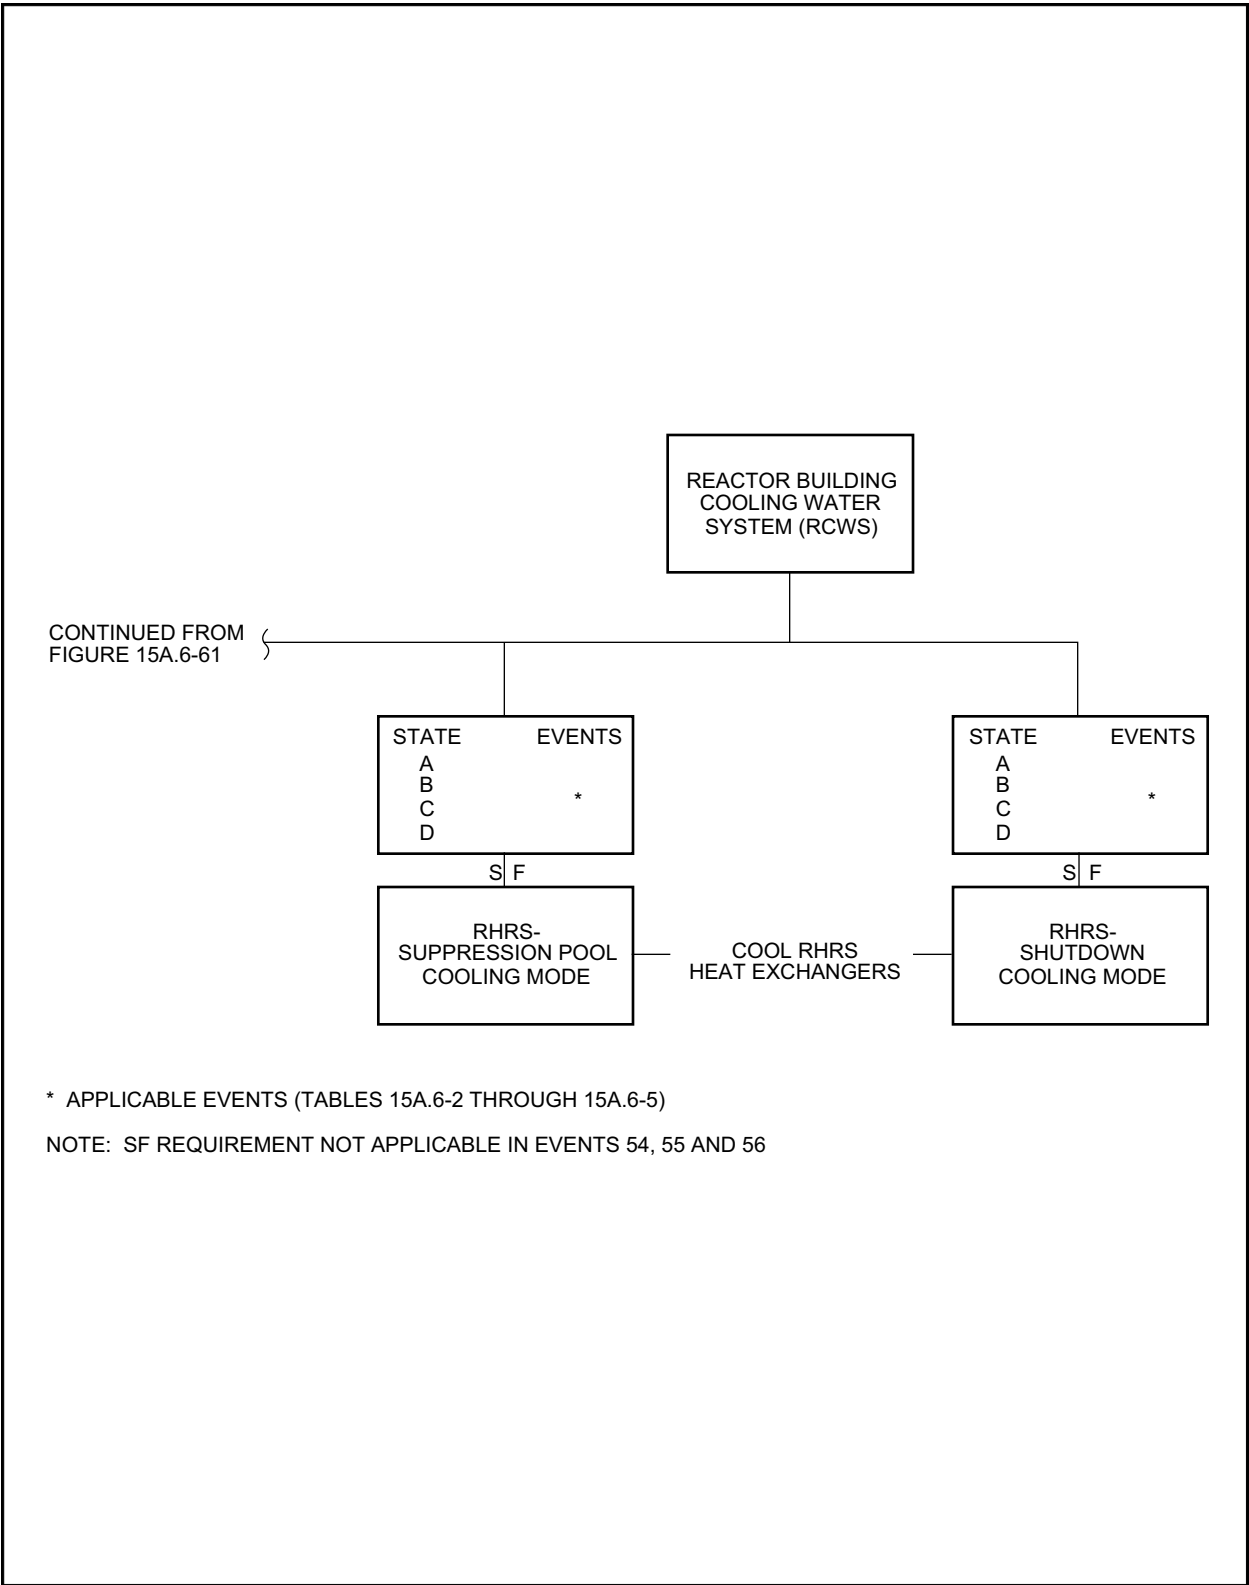 REACTOR BUILDING
COOLING WATER
SYSTEM (RCWS)
CONTINUED FROM
FIGURE 15A.6-61
STATE EVENTS
A
B
C
D
*
STATE EVENTS
A
B
C
D
*
S F
S F
RHRS-
SUPPRESSION POOL
COOLING MODE
COOL RHRS
HEAT EXCHANGERS
RHRS-
SHUTDOWN
COOLING MODE
* APPLICABLE EVENTS (TABLES 15A.6-2 THROUGH 15A.6-5)
NOTE: SF REQUIREMENT NOT APPLICABLE IN EVENTS 54, 55 AND 56